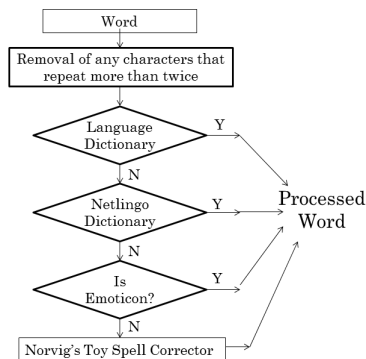 Word
Removal of any characters that
repeat more than twice
Language
Dictionary
Y
N
Netlingo
Dictionary
Y
Processed
Word
N
Is
Emoticon?
Y
N
Norvig's Toy Spell Corrector